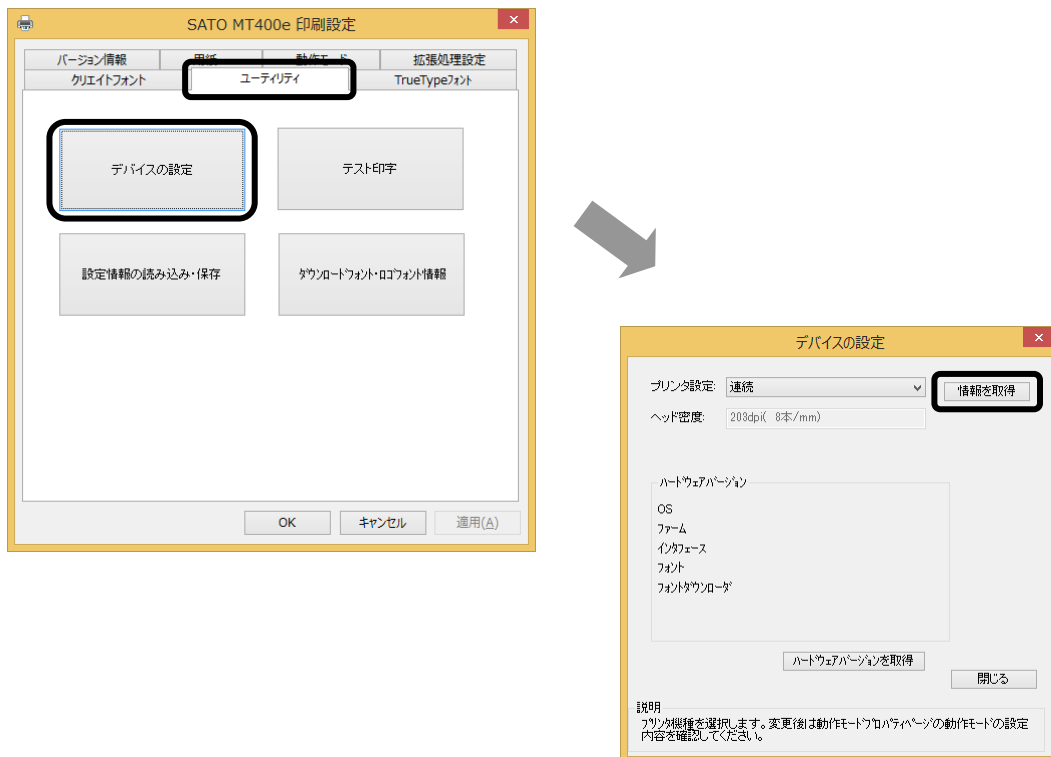 SATO MT400e 印刷設定
バージョン情報 用紙 動作モード 拡張処理設定
クリエイトフォント ユーティリティ TrueTypeフォント
デバイスの設定 テスト印字
設定情報の読み込み・保存 ダウンロードフォント・ロゴフォント情報
OK キャンセル 適用(A)
デバイスの設定
プリンタ設定: 連続 情報を取得
ヘッド密度: 203dpi( 8本/mm)
ハードウェアバージョン
OS
ファーム
インタフェース
フォント
フォントダウンローダ
ハードウェアバージョンを取得
閉じる
説明
プリンタ機種を選択します。変更後は動作モードプロパティページの動作モードの設定
内容を確認してください。